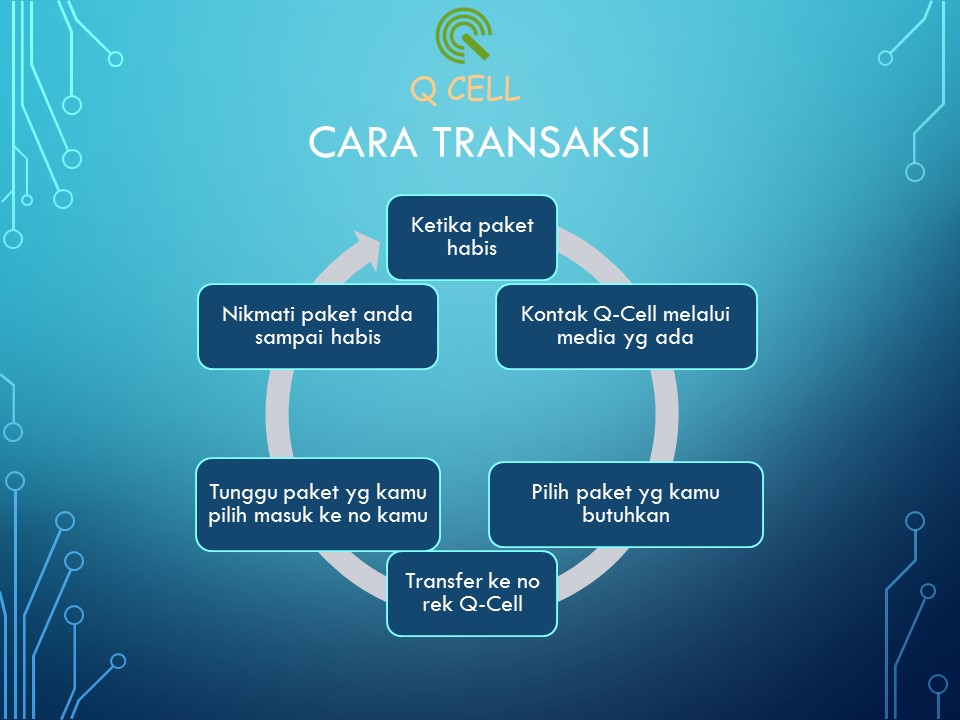 Q CELL
CARA TRANSAKSI
Ketika paket
habis
Kontak Q-Cell melalui
media yg ada
Pilih paket yg kamu
butuhkan
Transfer ke no
rek Q-Cell
Tunggu paket yg kamu
pilih masuk ke no kamu
Nikmati paket anda
sampai habis